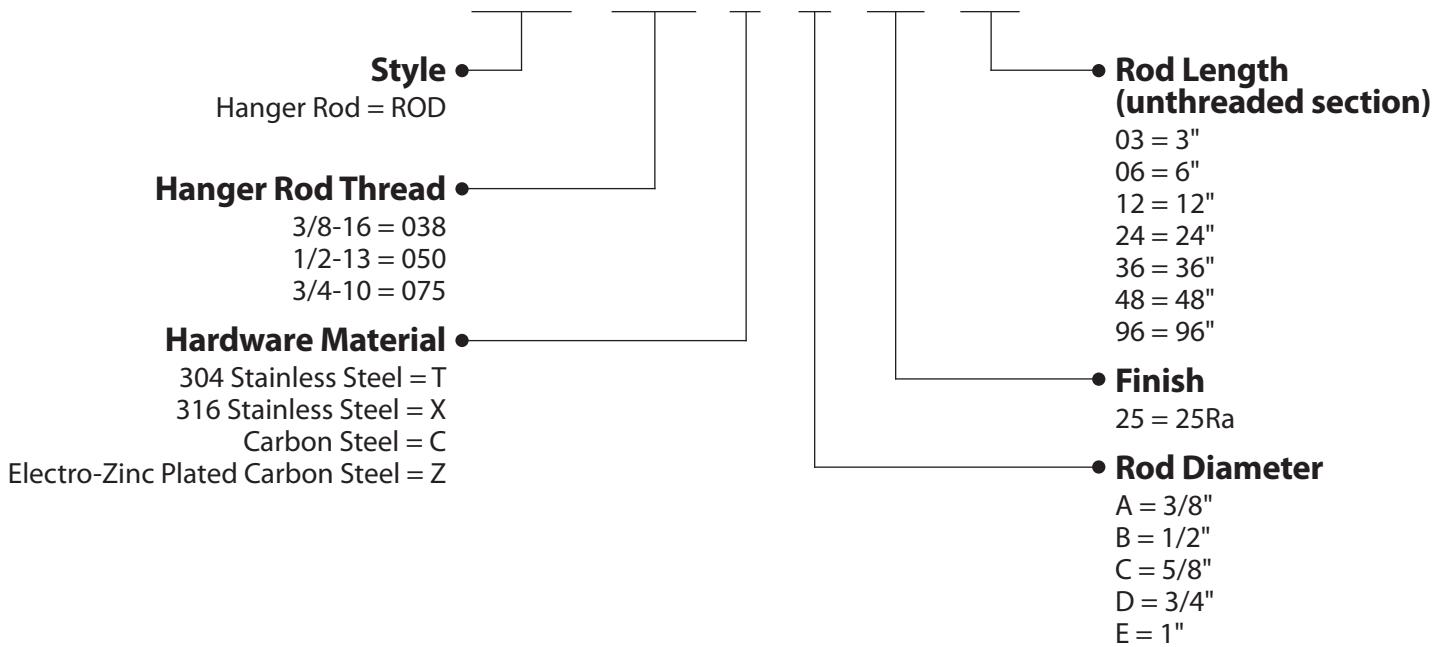 Style
Hanger Rod = ROD
Hanger Rod Thread
3/8-16 = 038
1/2-13 = 050
3/4-10 = 075
Hardware Material
304 Stainless Steel = T
316 Stainless Steel = X
Carbon Steel = C
Electro-Zinc Plated Carbon Steel = Z
Rod Length
(unthreaded section)
03 = 3"
06 = 6"
12 = 12"
24 = 24"
36 = 36"
48 = 48"
96 = 96"
Finish
25 = 25Ra
Rod Diameter
A = 3/8"
B = 1/2"
C = 5/8"
D = 3/4"
E = 1"